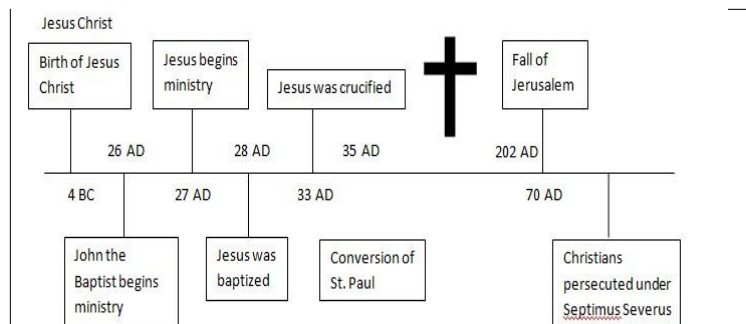 Jesus Christ
Birth of Jesus
Christ
Jesus begins
ministry
Jesus was crucified
Fall of
Jerusalem
26 AD
28 AD
35 AD
202 AD
4 BC
27 AD
33 AD
70 AD
John the
Baptist begins
ministry
Jesus was
baptized
Conversion of
St. Paul
Christians
persecuted under
Septimus Severus